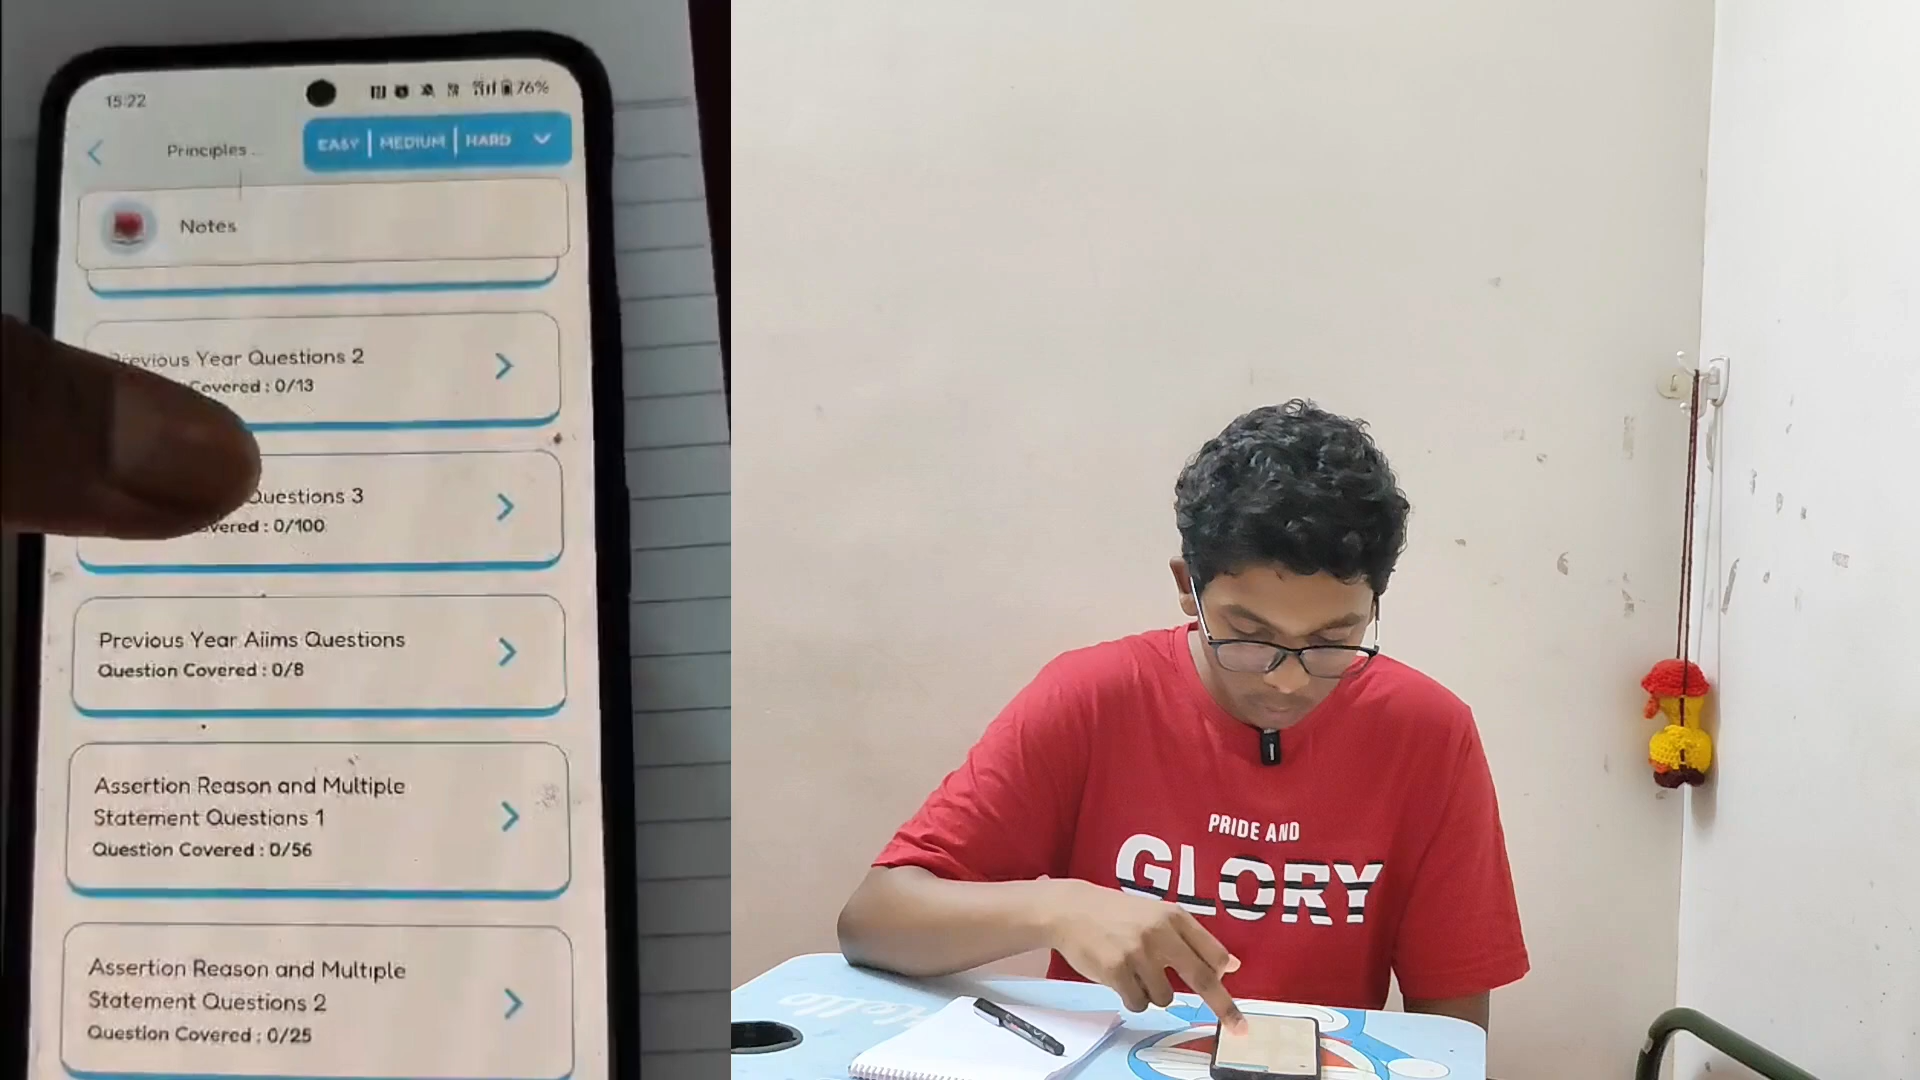 15:22
76%
Principles ...
EASY | MEDIUM | HARD
Notes
Previous Year Questions 2
Covered : 0/13
Questions 3
Covered : 0/100
Previous Year Aiims Questions
Question Covered : 0/8
Assertion Reason and Multiple
Statement Questions 1
Question Covered : 0/56
Assertion Reason and Multiple
Statement Questions 2
Question Covered : 0/25
PRIDE AND
GLORY
Hello